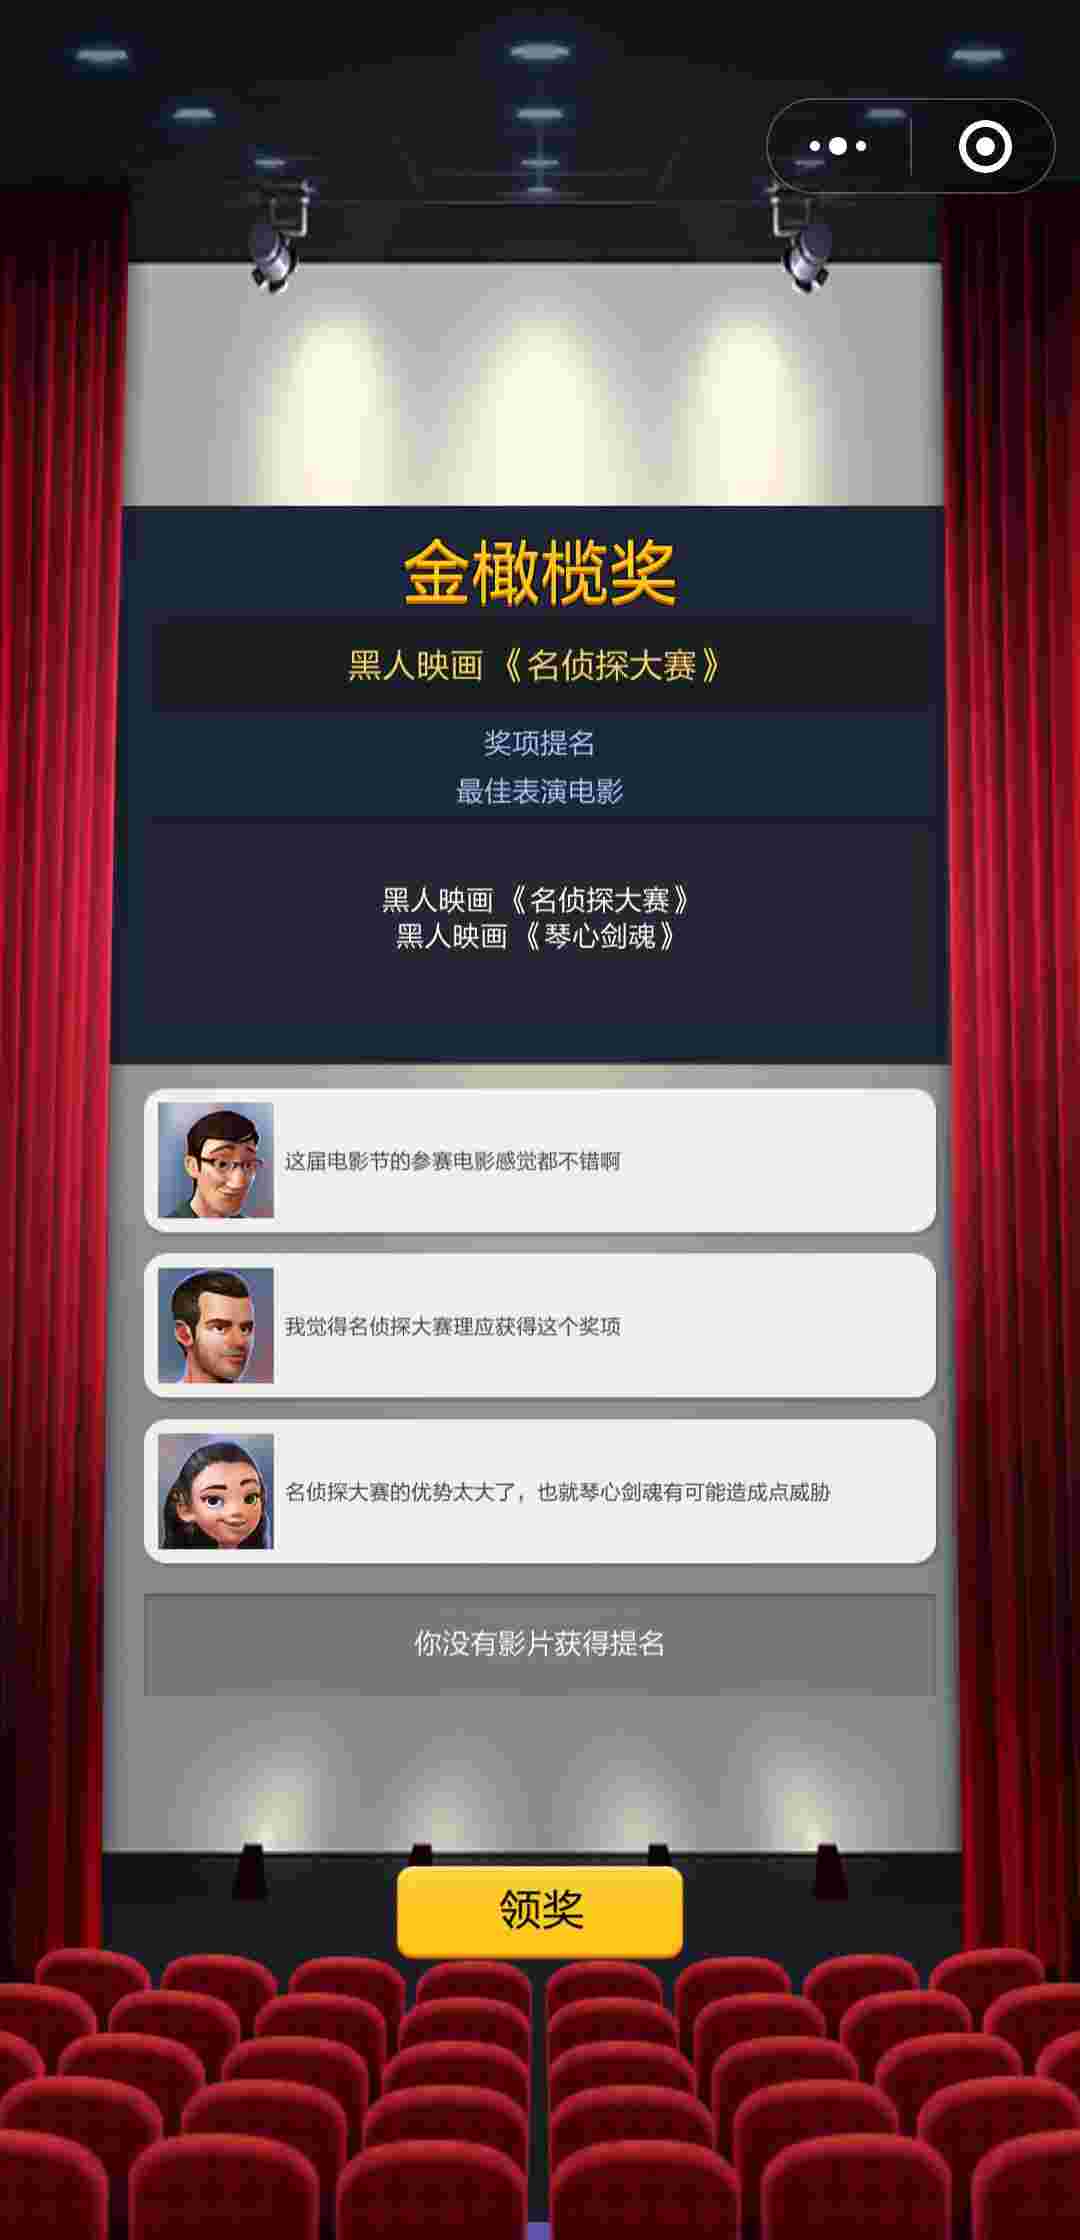 金橄榄奖
黑人映画 《名侦探大赛》
奖项提名
最佳表演电影
黑人映画 《名侦探大赛》
黑人映画 《琴心剑魂》
这届电影节的参赛电影感觉都不错啊
我觉得名侦探大赛理应获得这个奖项
名侦探大赛的优势太大了，也就琴心剑魂有可能造成点威胁
你没有影片获得提名
领奖